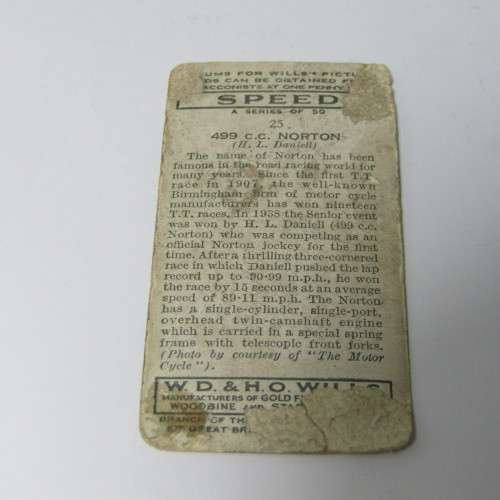 UMS FOR WILLS'S PICTU
DS CAN BE OBTAINED F
ACCONISTS AT ONE PENNY
SPEED
A SERIES OF 50
25
499 C.C. NORTON
(H. L. Daniell)
The name of Norton has been
famous in the road racing world for
many years. Since the first T.T.
race in 1907, the well-known
Birmingham firm of motor cycle
manufacturers has won nineteen
T.T. races. In 1938 the Senior event
was won by H. L. Daniell (499 c.c.
Norton) who was competing as an
official Norton jockey for the first
time. After a thrilling three-cornered
race in which Daniell pushed the lap
record up to 90·99 m.p.h., he won
the race by 15 seconds at an average
speed of 89·11 m.p.h. The Norton
has a single-cylinder, single-port,
overhead twin-camshaft engine
which is carried in a special spring
frame with telescopic front forks.
(Photo by courtesy of "The Motor
Cycle").
W.D. & H.O. WILLS
MANUFACTURERS OF GOLD F
WOODBINE AND STA
BRANCH OF TH
GREAT BR